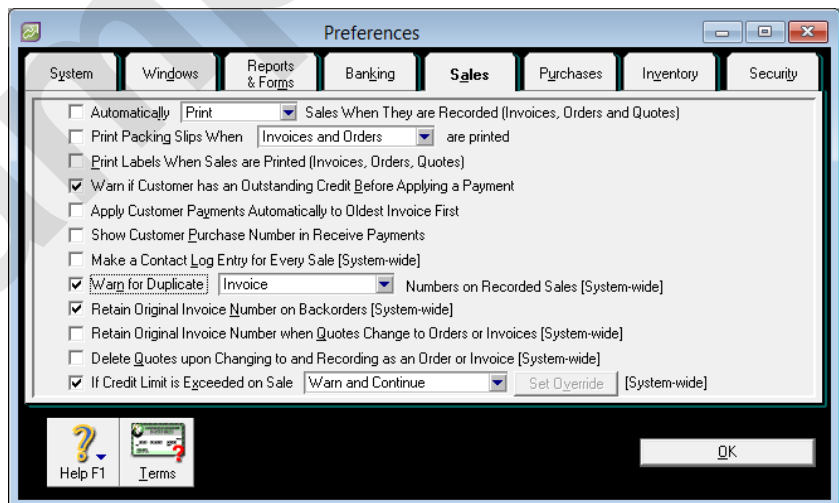 Preferences
System Windows Reports & Forms Banking Sales Purchases Inventory Security
Automatically Print Sales When They are Recorded (Invoices, Orders and Quotes)
Print Packing Slips When Invoices and Orders are printed
Print Labels When Sales are Printed (Invoices, Orders, Quotes)
Warn if Customer has an Outstanding Credit Before Applying a Payment
Apply Customer Payments Automatically to Oldest Invoice First
Show Customer Purchase Number in Receive Payments
Make a Contact Log Entry for Every Sale [System-wide]
Warn for Duplicate Invoice Numbers on Recorded Sales [System-wide]
Retain Original Invoice Number on Backorders [System-wide]
Retain Original Invoice Number when Quotes Change to Orders or Invoices [System-wide]
Delete Quotes upon Changing to and Recording as an Order or Invoice [System-wide]
If Credit Limit is Exceeded on Sale Warn and Continue Set Override [System-wide]
Help F1 Terms OK